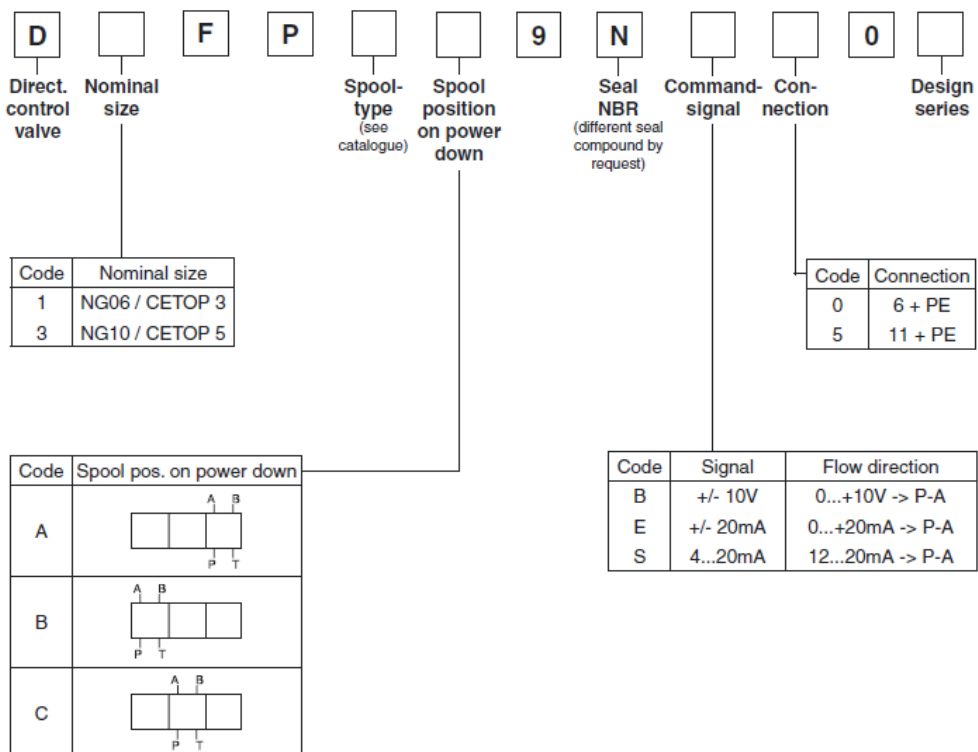 D F P 9 N 0
Direct. Nominal Spool- Spool Seal Command- Con- Design
control size type position NBR signal nection series
valve (see on power (different seal
catalogue) down compound by
request)
Code Nominal size
1 NG06 / CETOP 3
3 NG10 / CETOP 5
Code Connection
0 6 + PE
5 11 + PE
Code Spool pos. on power down
A
A B
P T
B
A B
P T
C
A B
P T
Code Signal Flow direction
B +/- 10V 0...+10V -> P-A
E +/- 20mA 0...+20mA -> P-A
S 4...20mA 12...20mA -> P-A